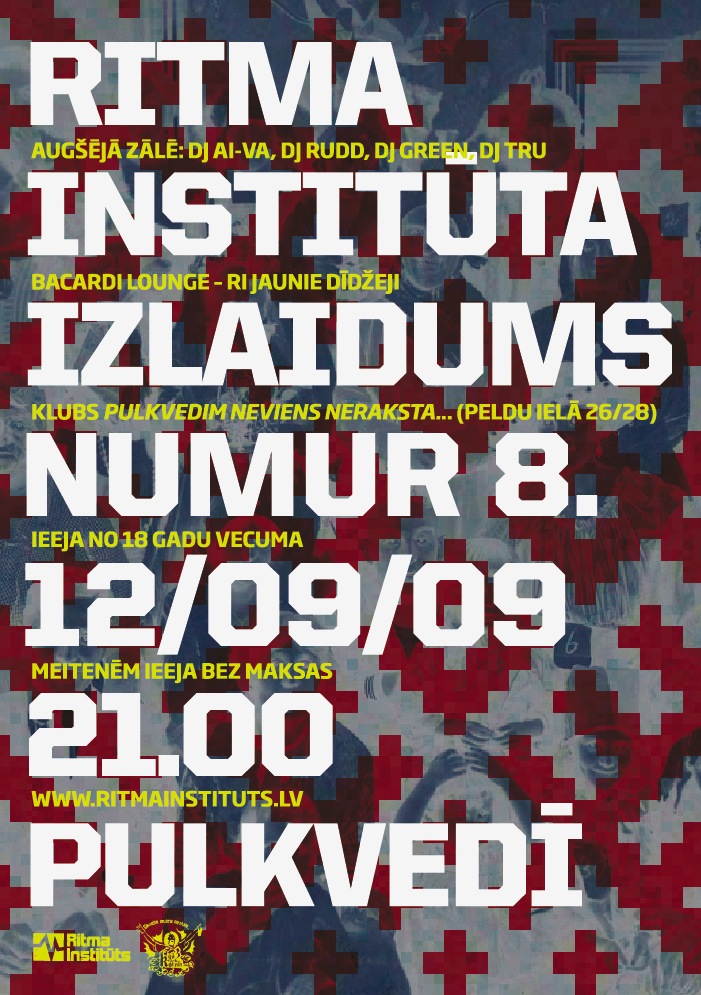 RITMA
AUGŠĒJĀ ZĀLĒ: DJ AI-VA, DJ RUDD, DJ GREEN, DJ TRU
INSTITŪTA
BACARDI LOUNGE – RI JAUNIE DĪDŽEJI
IZLAIDUMS
KLUBS PULKVEDIM NEVIENS NERAKSTA... (PELDU IELĀ 26/28)
NUMUR 8.
IEEJA NO 18 GADU VECUMA
12/09/09
MEITENĒM IEEJA BEZ MAKSAS
21.00
WWW.RITMAINSTITUTS.LV
PULKVEDĪ
Ritma
Institūts